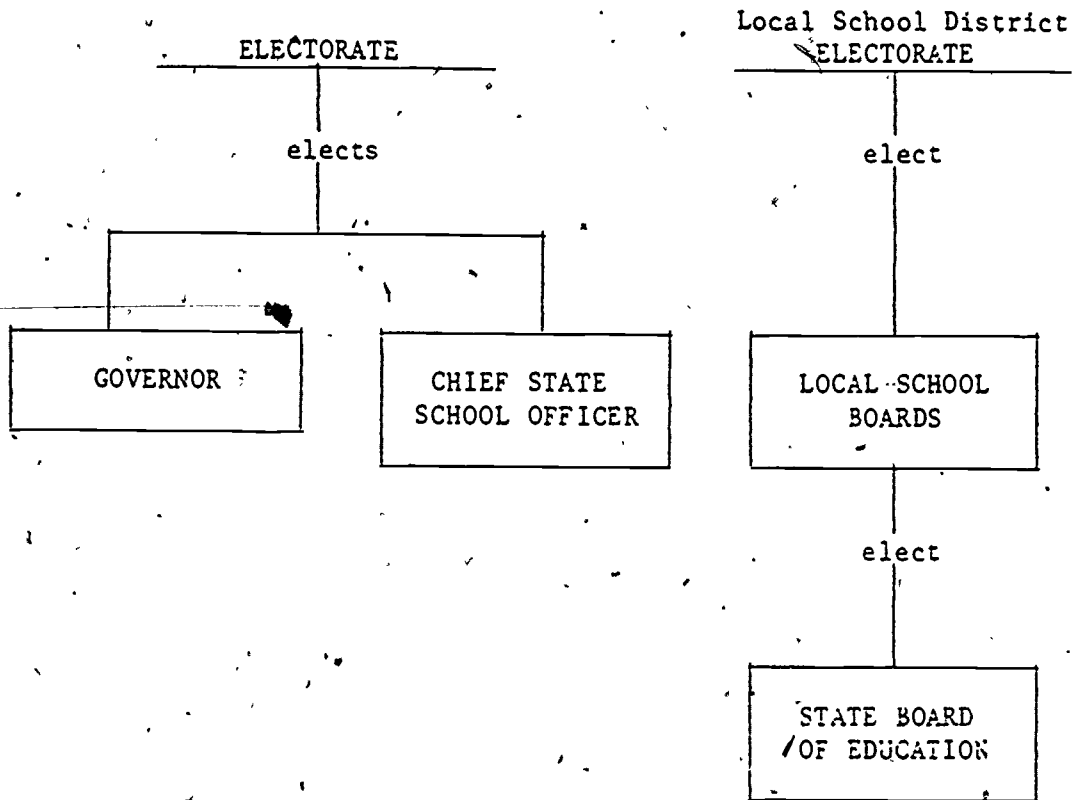 ELECTORATE
elects
GOVERNOR
CHIEF STATE
SCHOOL OFFICER
Local School District
ELECTORATE
elect
LOCAL SCHOOL
BOARDS
elect
STATE BOARD
OF EDUCATION